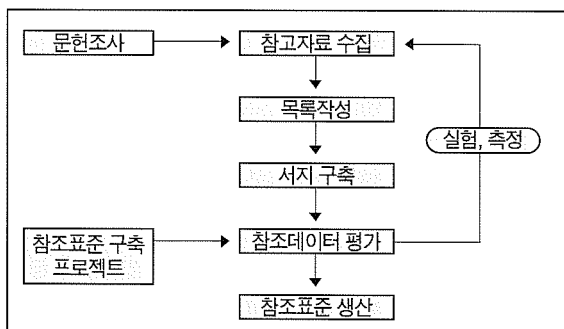 문헌조사
참고자료 수집
목록작성
실험, 측정
서지 구축
참조표준 구축
프로젝트
참조데이터 평가
참조표준 생산